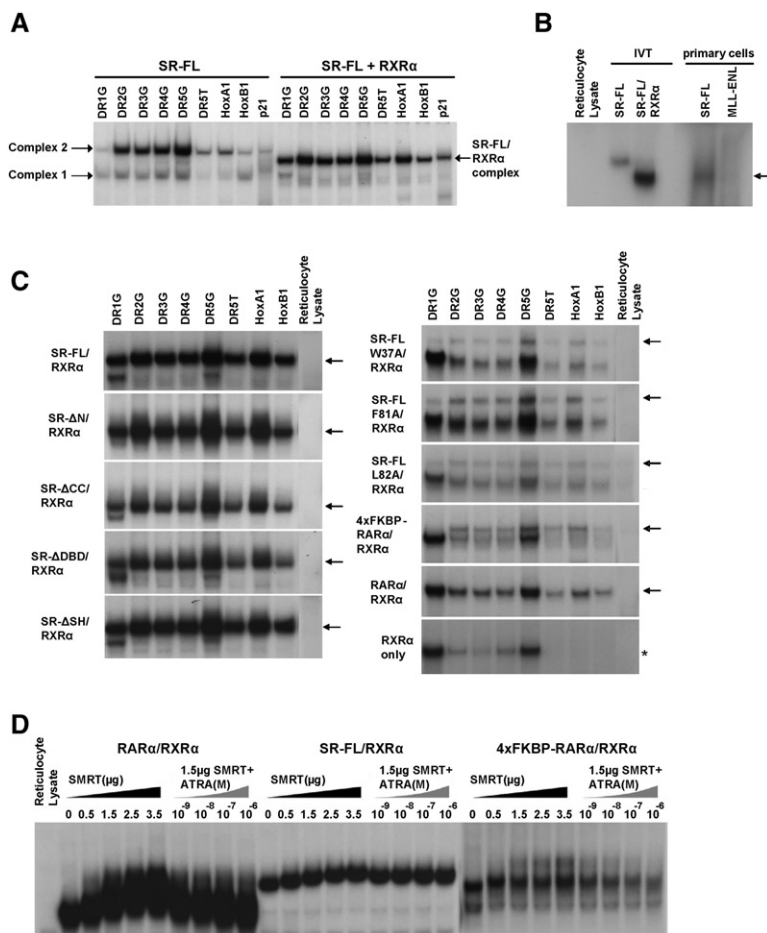 A
SR-FL
SR-FL + RXRα
DR1G DR2G DR3G DR4G DR5G DR5T HoxA1 HoxB1 p21 DR1G DR2G DR3G DR4G DR5G DR5T HoxA1 HoxB1 p21
Complex 2
Complex 1
SR-FL/
RXRα
complex
B
Reticulocyte
Lysate
IVT
SR-FL
SR-FL/
RXRα
primary cells
SR-FL
MLL-ENL
C
DR1G DR2G DR3G DR4G DR5G DR5T HoxA1 HoxB1 Reticulocyte
Lysate
SR-FL/
RXRα
SR-ΔN/
RXRα
SR-ΔCC/
RXRα
SR-ΔDBD/
RXRα
SR-ΔSH/
RXRα
DR1G DR2G DR3G DR4G DR5G DR5T HoxA1 HoxB1 Reticulocyte
Lysate
SR-FL
W37A/
RXRα
SR-FL
F81A/
RXRα
SR-FL
L82A/
RXRα
4xFKBP-
RARα/
RXRα
RARα/
RXRα
RXRα
only
*
D
Reticulocyte
Lysate
RARα/RXRα
SMRT(µg)
1.5µg SMRT+
ATRA(M)
0 0.5 1.5 2.5 3.5 10-9 10-8 10-7 10-6
SR-FL/RXRα
SMRT(µg)
1.5µg SMRT+
ATRA(M)
0 0.5 1.5 2.5 3.5 10-9 10-8 10-7 10-6
4xFKBP-RARα/RXRα
SMRT(µg)
1.5µg SMRT+
ATRA(M)
0 0.5 1.5 2.5 3.5 10-9 10-8 10-7 10-6